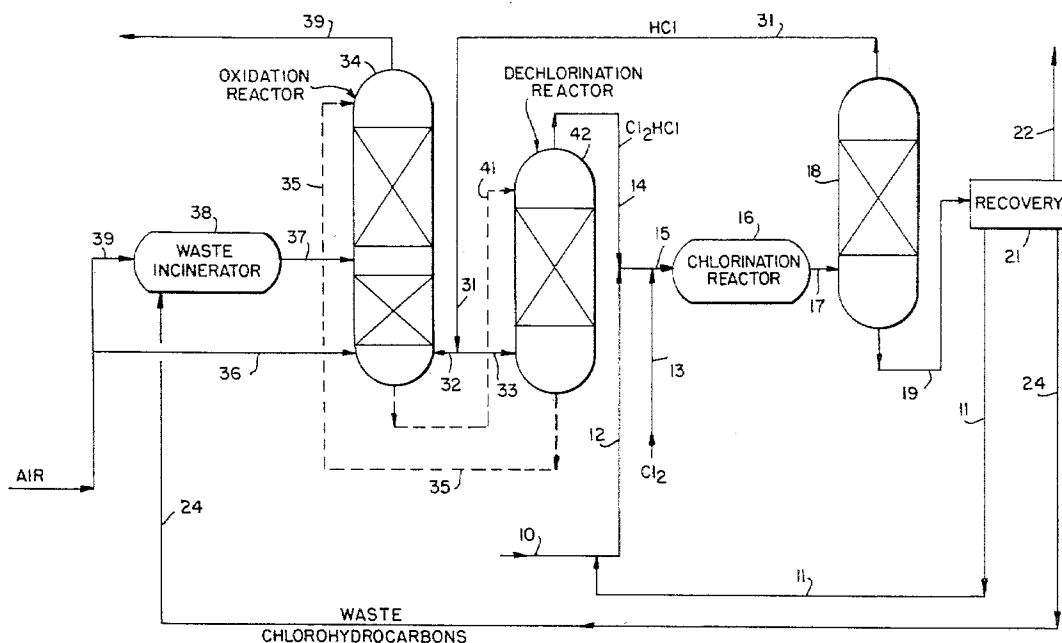 39
34
HCl
31
OXIDATION
REACTOR
DECHLORINATION
REACTOR
Cl2HCl
42
22
35
41
14
18
RECOVERY
21
38
39
WASTE
INCINERATOR
37
16
15
CHLORINATION
REACTOR
17
31
36
32
33
13
19
24
12
11
AIR
35
Cl2
24
10
11
WASTE
CHLOROHYDROCARBONS